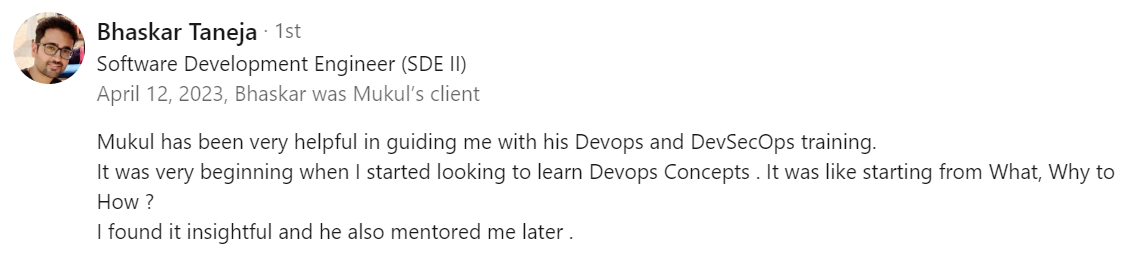 Bhaskar Taneja · 1st
Software Development Engineer (SDE II)
April 12, 2023, Bhaskar was Mukul's client
Mukul has been very helpful in guiding me with his Devops and DevSecOps training.
It was very beginning when I started looking to learn Devops Concepts . It was like starting from What, Why to
How ?
I found it insightful and he also mentored me later .